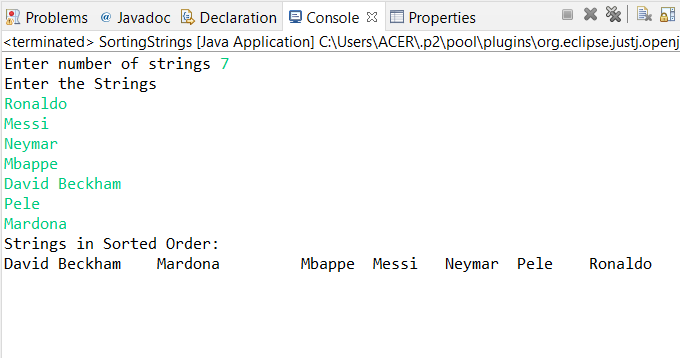 Problems @ Javadoc Declaration Console Properties
<terminated> SortingStrings [Java Application] C:\Users\ACER\.p2\pool\plugins\org.eclipse.justj.openj
Enter number of strings 7
Enter the Strings
Ronaldo
Messi
Neymar
Mbappe
David Beckham
Pele
Mardona
Strings in Sorted Order:
David Beckham    Mardona         Mbappe  Messi   Neymar  Pele    Ronaldo